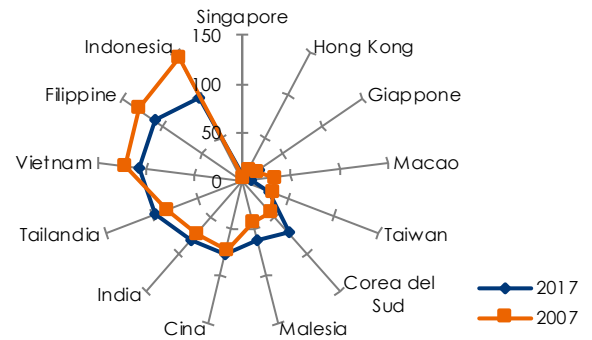 Singapore
Hong Kong
Giappone
Macao
Taiwan
Corea del
Sud
Malesia
Cina
India
Tailandia
Vietnam
Filippine
Indonesia
150
100
50
0
2017
2007